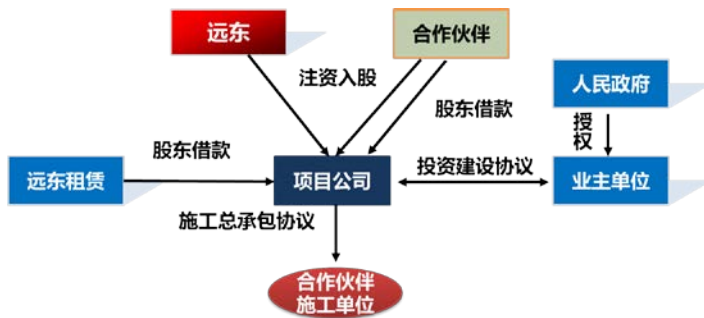 远东
合作伙伴
注资入股
人民政府
股东借款
授权
股东借款
投资建设协议
远东租赁
项目公司
业主单位
施工总承包协议
合作伙伴
施工单位